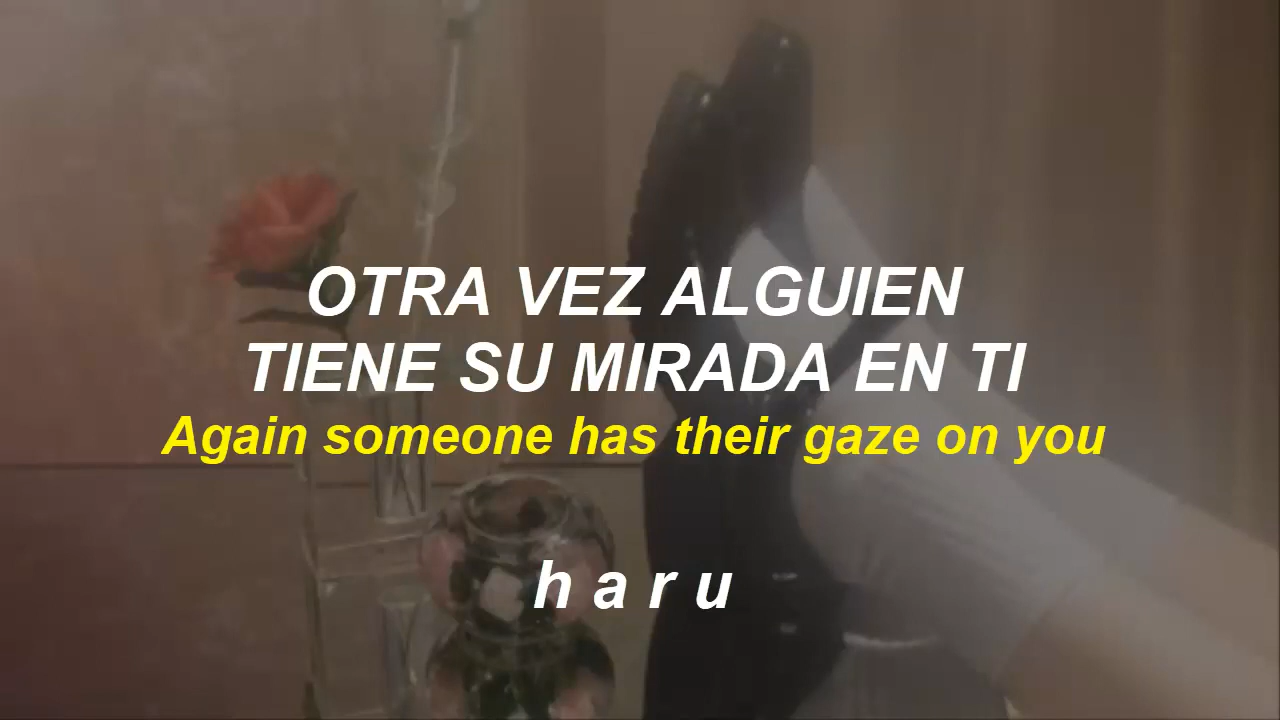 OTRA VEZ ALGUIEN
TIENE SU MIRADA EN TI
Again someone has their gaze on you
h a r u